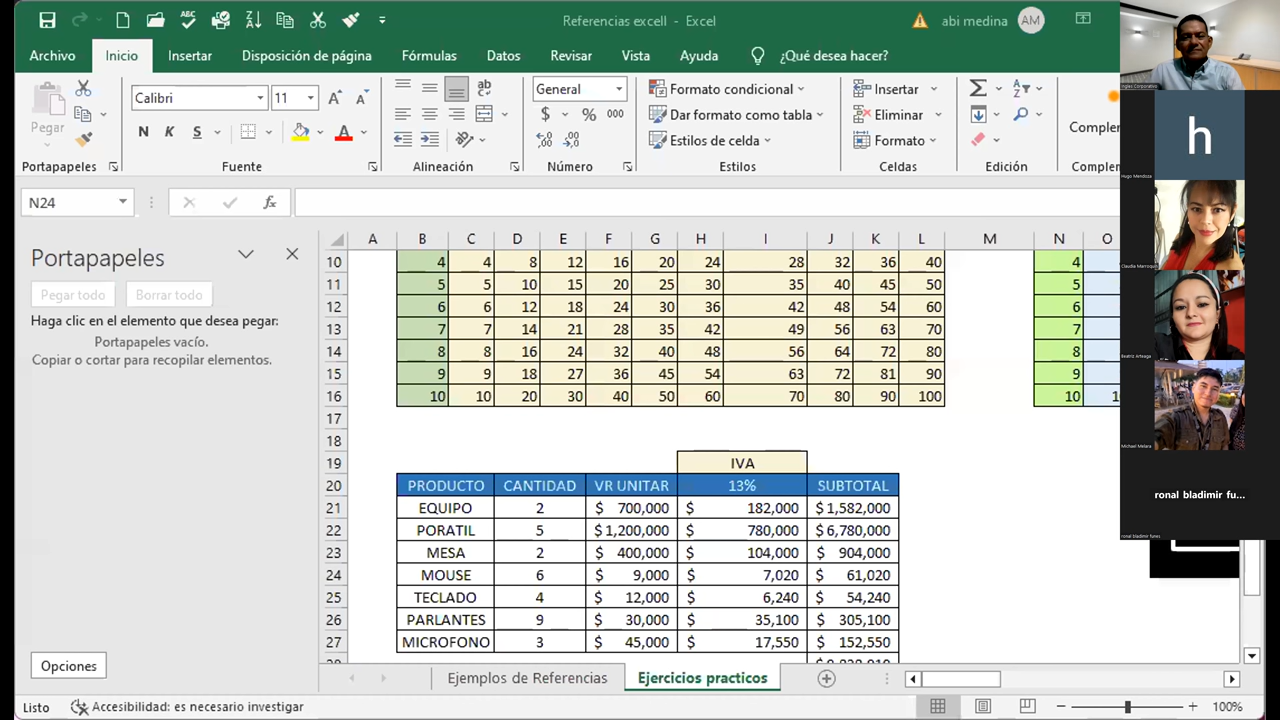 Referencias excell - Excel
abi medina AM
Archivo Inicio Insertar Disposición de página Fórmulas Datos Revisar Vista Ayuda ¿Qué desea hacer?
Pegar
Calibri 11
N K S
General
$ % 000
Formato condicional
Dar formato como tabla
Estilos de celda
Insertar
Eliminar
Formato
Portapapeles Fuente Alineación Número Estilos Celdas Edición
N24
fx
Portapapeles
Pegar todo Borrar todo
Haga clic en el elemento que desea pegar:
Portapapeles vacío.
Copiar o cortar para recopilar elementos.
Opciones
A B C D E F G H I J K L M N O
10 4 4 8 12 16 20 24 28 32 36 40 4
11 5 5 10 15 20 25 30 35 40 45 50 5
12 6 6 12 18 24 30 36 42 48 54 60 6
13 7 7 14 21 28 35 42 49 56 63 70 7
14 8 8 16 24 32 40 48 56 64 72 80 8
15 9 9 18 27 36 45 54 63 72 81 90 9
16 10 10 20 30 40 50 60 70 80 90 100 10
17
18
19 IVA
20 PRODUCTO CANTIDAD VR UNITAR 13% SUBTOTAL
21 EQUIPO 2 $ 700,000 $ 182,000 $ 1,582,000
22 PORATIL 5 $ 1,200,000 $ 780,000 $ 6,780,000
23 MESA 2 $ 400,000 $ 104,000 $ 904,000
24 MOUSE 6 $ 9,000 $ 7,020 $ 61,020
25 TECLADO 4 $ 12,000 $ 6,240 $ 54,240
26 PARLANTES 9 $ 30,000 $ 35,100 $ 305,100
27 MICROFONO 3 $ 45,000 $ 17,550 $ 152,550
Ejemplos de Referencias Ejercicios practicos
Listo Accesibilidad: es necesario investigar 100%
h
Hugo Mendoza
Claudia Marroquin
Beatriz Arteaga
Michael Melara
ronal bladimir fu...
ronal bladimir funes